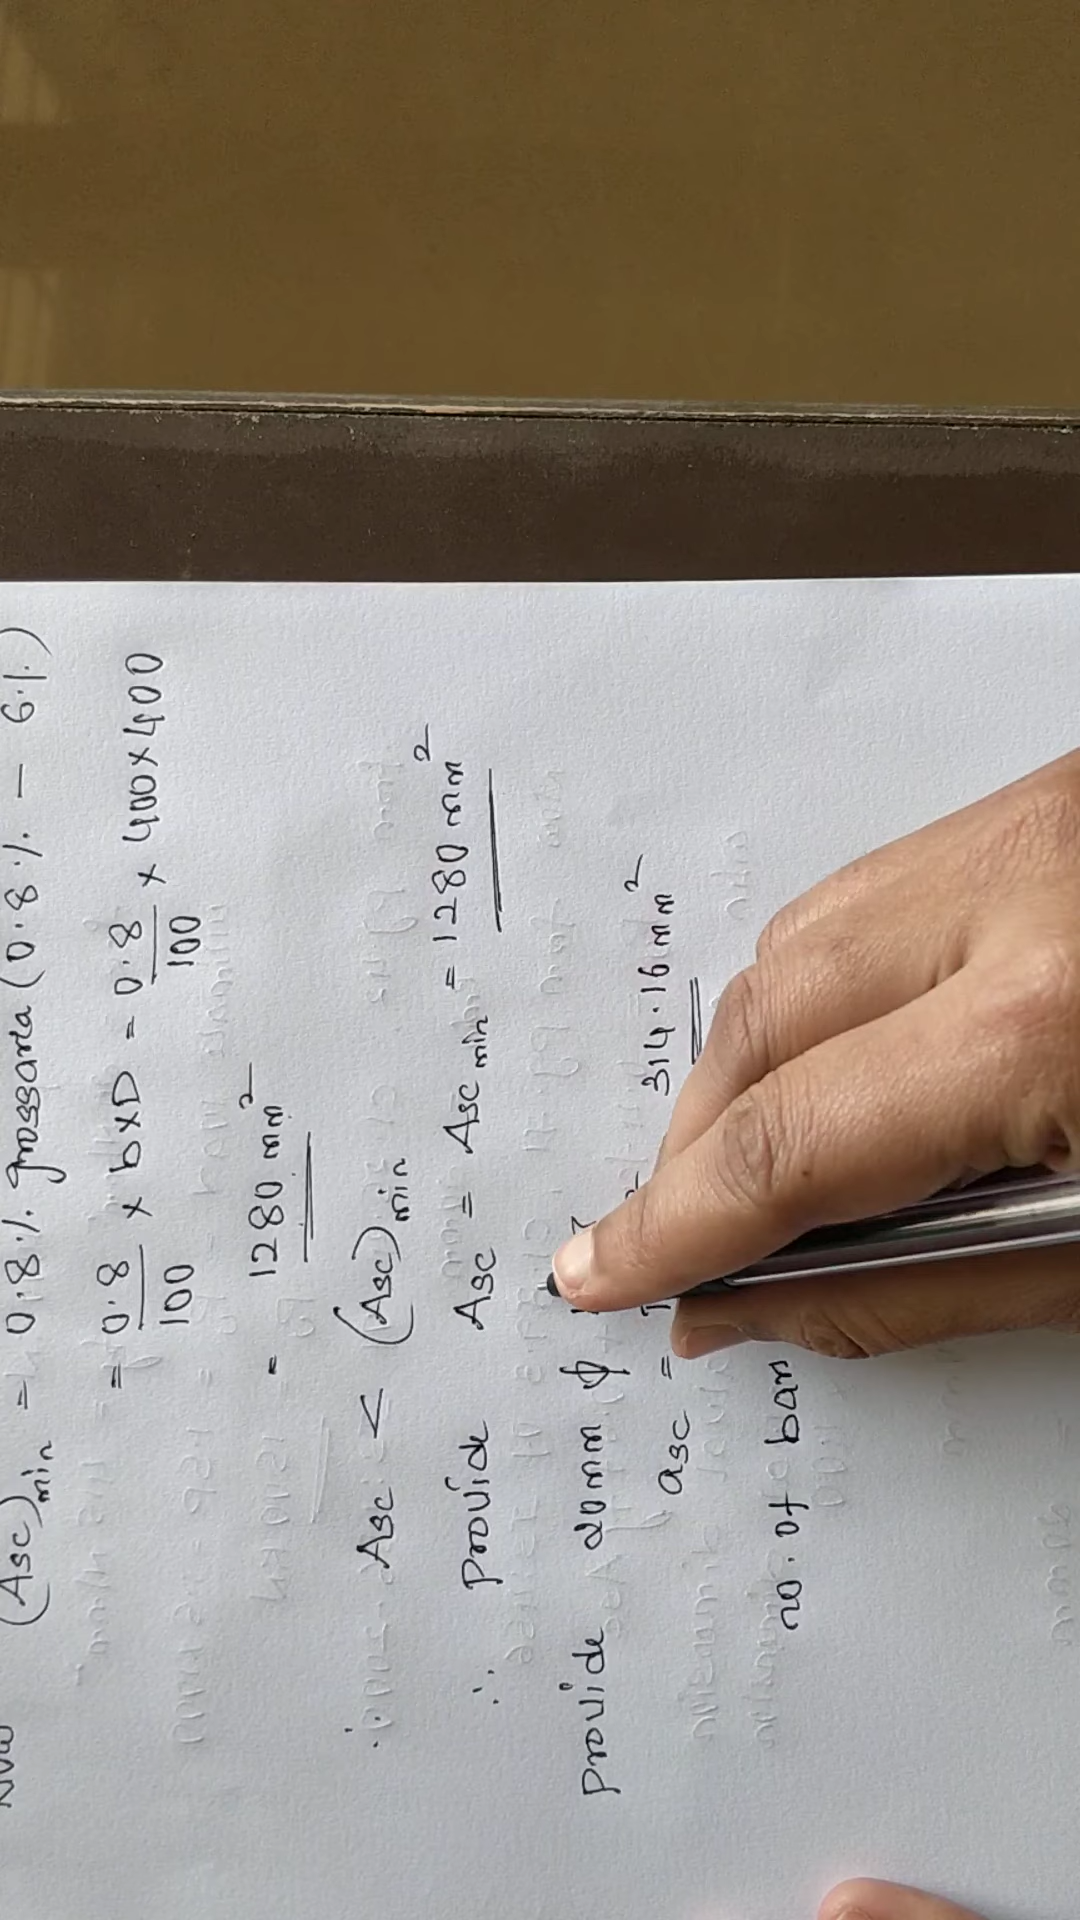 (Asc)min = 0.8% grossarea (0.8% - 6%)
= 0.8/100 × b×D = 0.8/100 × 400×400
= 1280 mm²
∵ Asc < (Asc)min
∴ provide Asc = Asc min = 1280 mm²
provide 20mm ϕ
asc = 314.16 mm²
no. of bars